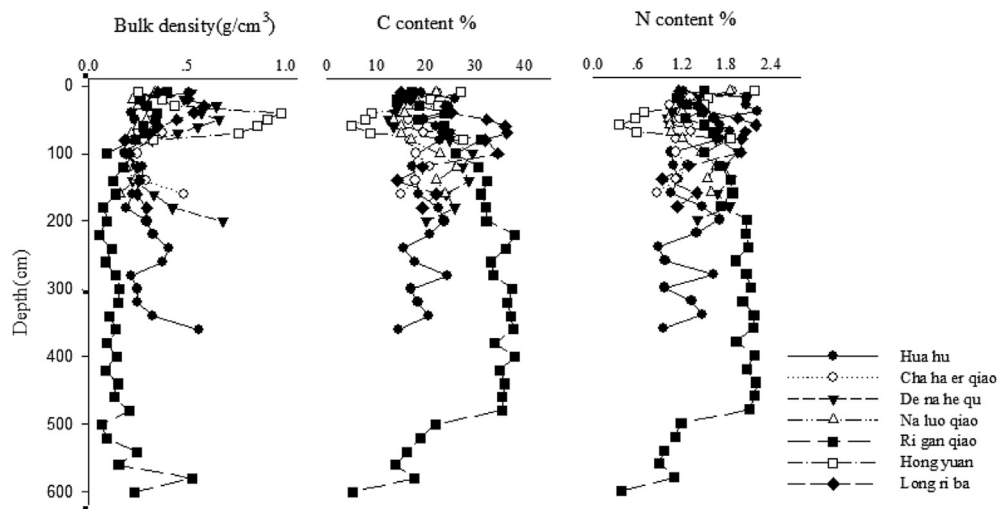 Bulk density(g/cm³) C content % N content %
0.0 .5 1.0 0 10 20 30 40 .0 .6 1.2 1.8 2.4
0
100
200
300
400
500
600
Depth(cm)
Hua hu
Cha ha er qiao
De na he qu
Na luo qiao
Ri gan qiao
Hong yuan
Long ri ba